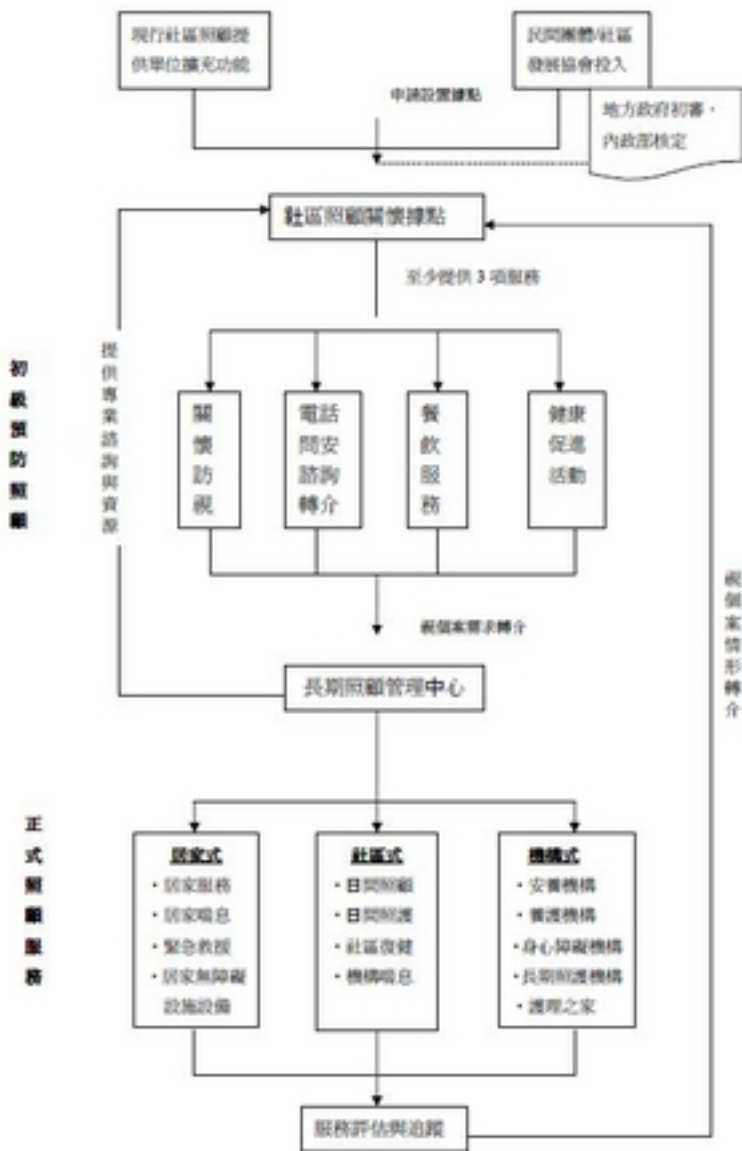 現行社區照顧提
供單位擴充功能
民間團體/社區
發展協會投入
申請設置據點
地方政府初審，
內政部核定
社區照顧關懷據點
至少提供 3 項服務
初級預防照顧
提供專業諮詢與資源
關懷訪視
電話
問安
諮詢
轉介
餐飲服務
健康
促進
活動
視個案需求轉介
視個案情形轉介
長期照顧管理中心
正式照顧服務
居家式
・居家服務
・居家喘息
・緊急救援
・居家無障礙
設施設備
社區式
・日間照顧
・日間照護
・社區復健
・機構喘息
機構式
・安養機構
・養護機構
・身心障礙機構
・長期照護機構
・護理之家
服務評估與追蹤